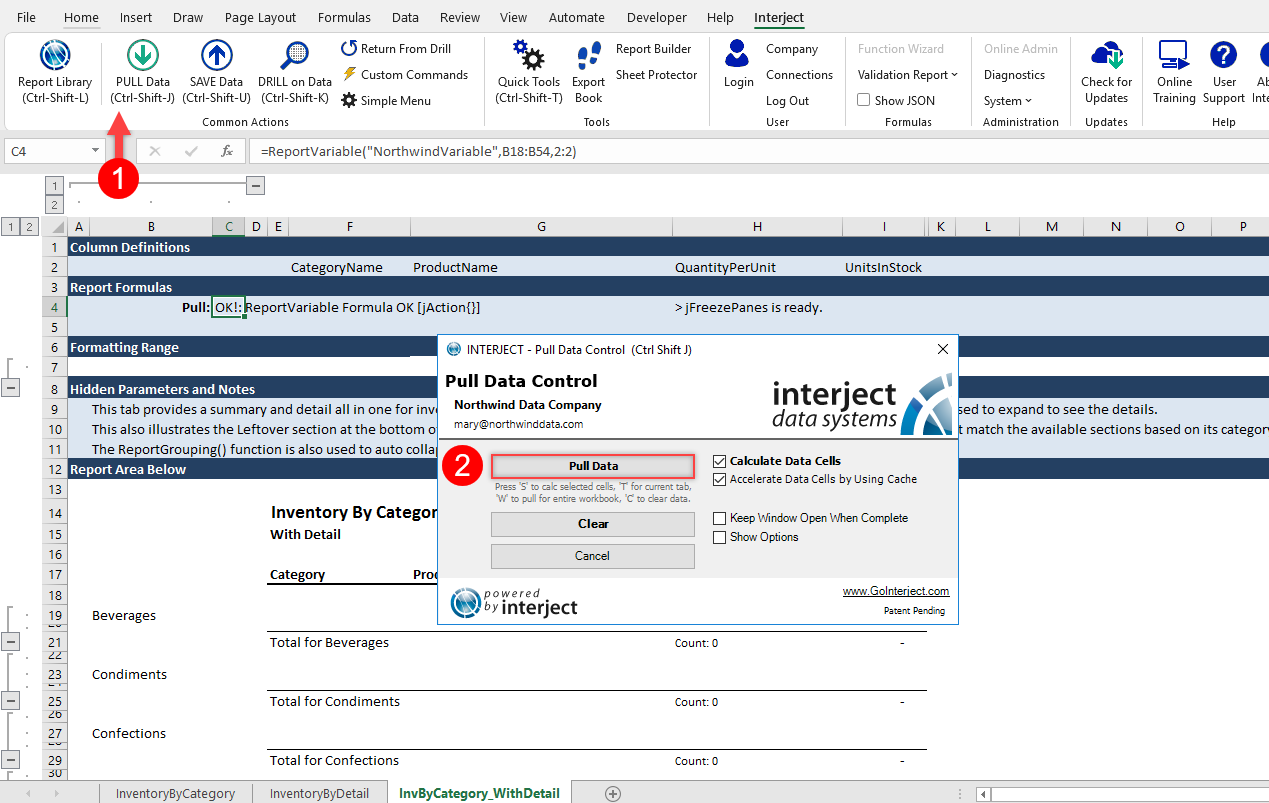 File Home Insert Draw Page Layout Formulas Data Review View Automate Developer Help Interject
Report Library (Ctrl-Shift-L)
PULL Data (Ctrl-Shift-J)
SAVE Data (Ctrl-Shift-U)
DRILL on Data (Ctrl-Shift-K)
Return From Drill
Custom Commands
Simple Menu
Common Actions
Quick Tools (Ctrl-Shift-T)
Export Book
Report Builder
Sheet Protector
Tools
Login
Company
Connections
Log Out
User
Function Wizard
Validation Report
Show JSON
Formulas
Online Admin
Diagnostics
System
Administration
Check for Updates
Updates
Online Training
User Support
Help
C4 fx =ReportVariable("NorthwindVariable",B18:B54,2:2)
1
1
2
1 2 A B C D E F G H I K L M N O P
1 Column Definitions
2 CategoryName ProductName QuantityPerUnit UnitsInStock
3 Report Formulas
4 Pull: OK!: ReportVariable Formula OK [jAction{}] > jFreezePanes is ready.
5
6 Formatting Range
7
8 Hidden Parameters and Notes
9 This tab provides a summary and detail all in one for sed to expand to see the details.
10 This also illustrates the Leftover section at the bottom match the available sections based on its category
11 The ReportGrouping() function is also used to auto
12 Report Area Below
13
14 Inventory By
15 With Detail
16
17 Category
18
19 Beverages
21 Total for Beverages Count: 0 -
22
23 Condiments
25 Total for Condiments Count: 0 -
26
27 Confections
29 Total for Confections Count: 0 -
30
INTERJECT - Pull Data Control (Ctrl Shift J)
Pull Data Control
Northwind Data Company
mary@northwinddata.com
interject
data systems
2
Pull Data
Press 'S' to calc selected cells, 'T' for current tab,
'W' to pull for entire workbook, 'C' to clear data.
Clear
Cancel
Calculate Data Cells
Accelerate Data Cells by Using Cache
Keep Window Open When Complete
Show Options
powered
by interject
www.GoInterject.com
Patent Pending
InventoryByCategory InventoryByDetail InvByCategory_WithDetail